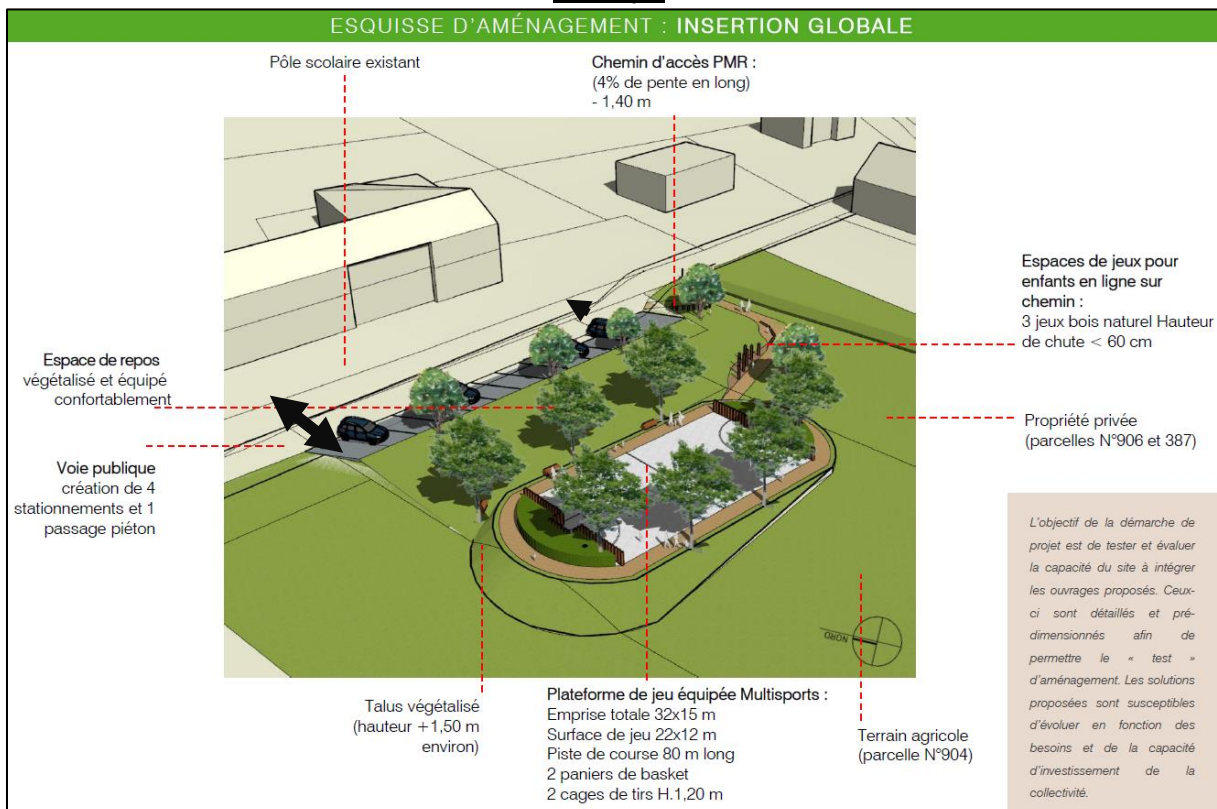 ESQUISSE D'AMÉNAGEMENT : INSERTION GLOBALE
Pôle scolaire existant
Chemin d'accès PMR :
(4% de pente en long)
- 1,40 m
Espaces de jeux pour
enfants en ligne sur
chemin :
3 jeux bois naturel Hauteur
de chute < 60 cm
Espace de repos
végétalisé et équipé
confortablement
Propriété privée
(parcelles N°906 et 387)
Voie publique
création de 4
stationnements et 1
passage piéton
L'objectif de la démarche de
projet est de tester et évaluer
la capacité du site à intégrer
les ouvrages proposés. Ceux-
ci sont détaillés et pré-
dimensionnés afin de
permettre le « test »
d'aménagement. Les solutions
proposées sont susceptibles
d'évoluer en fonction des
besoins et de la capacité
d'investissement de la
collectivité.
NORD
Talus végétalisé
(hauteur +1,50 m
environ)
Plateforme de jeu équipée Multisports :
Emprise totale 32x15 m
Surface de jeu 22x12 m
Piste de course 80 m long
2 paniers de basket
2 cages de tirs H.1,20 m
Terrain agricole
(parcelle N°904)